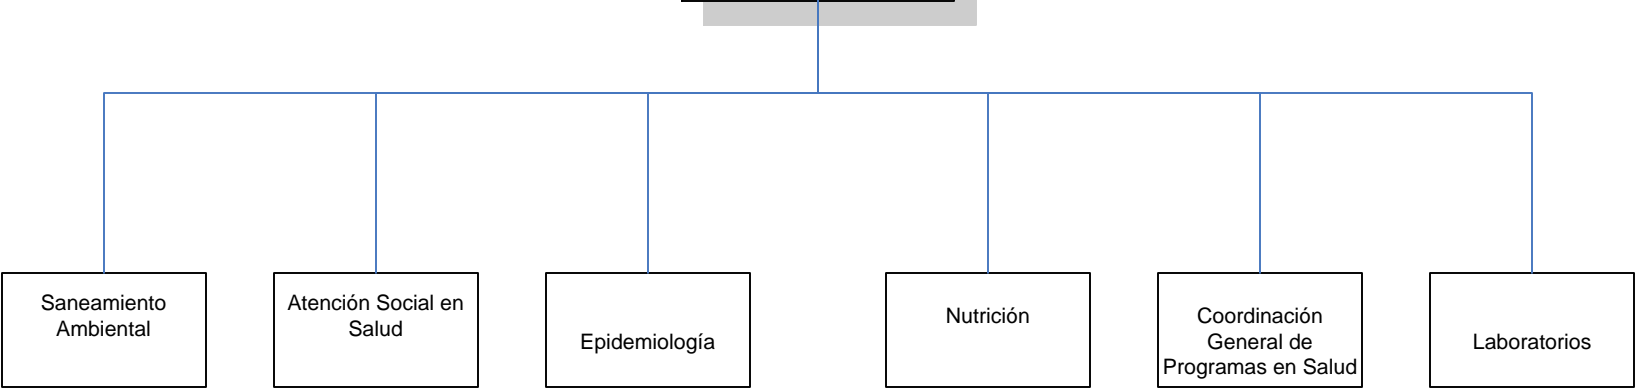 Saneamiento
Ambiental
Atención Social en
Salud
Epidemiología
Nutrición
Coordinación
General de
Programas en Salud
Laboratorios